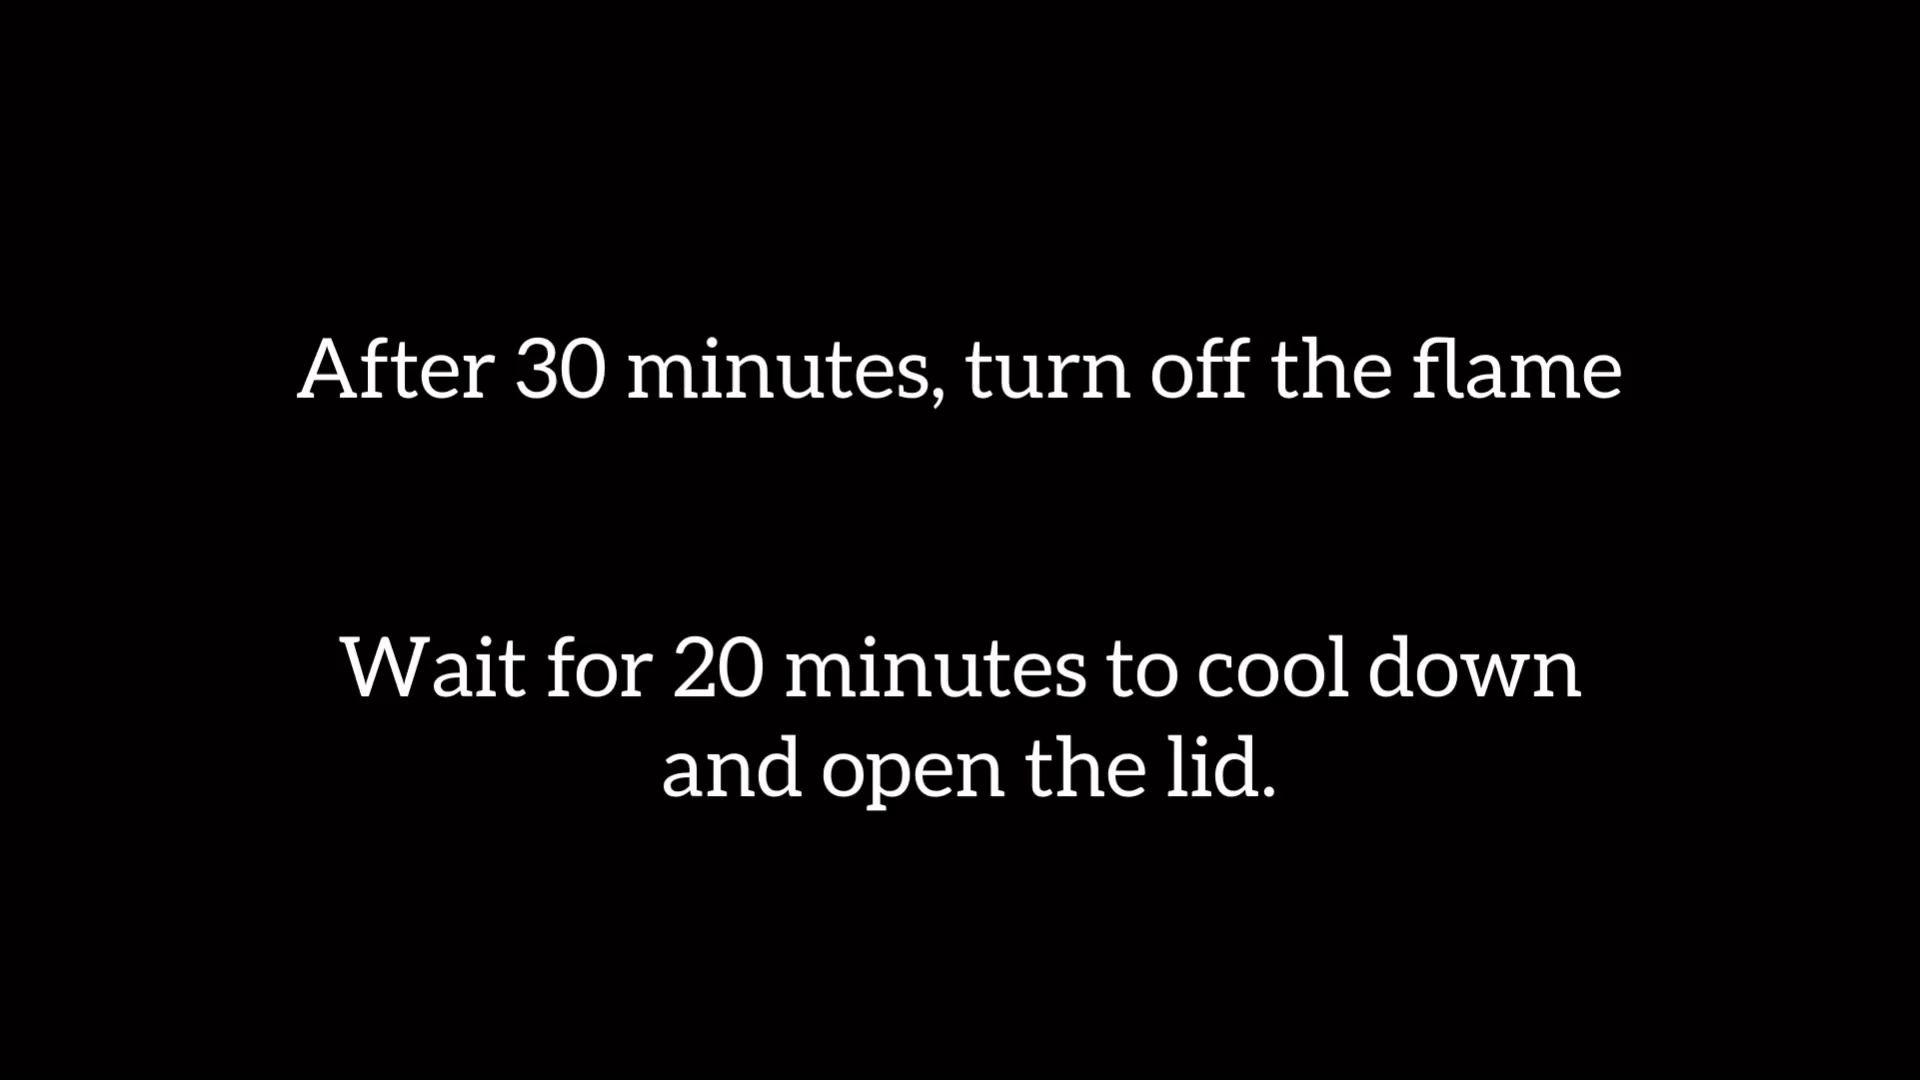 After 30 minutes, turn off the flame
Wait for 20 minutes to cool down
and open the lid.